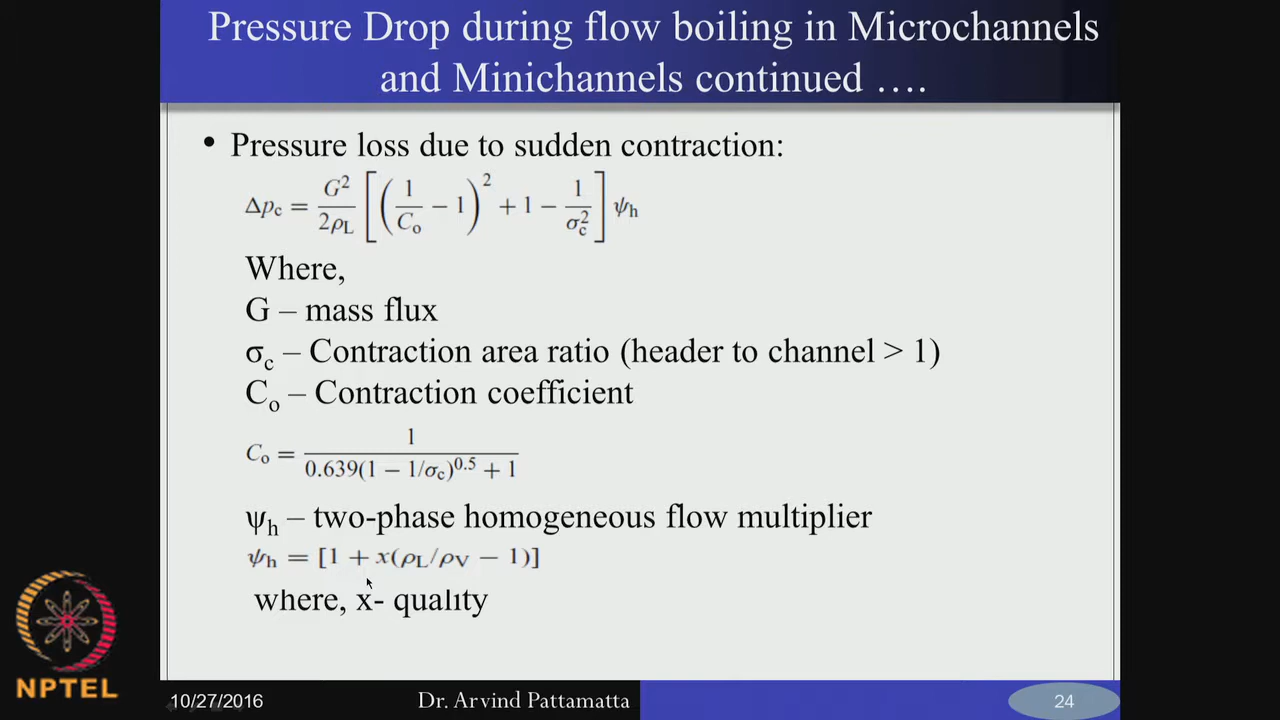 Pressure Drop during flow boiling in Microchannels
and Minichannels continued ….
• Pressure loss due to sudden contraction:
Δp_c = G²/2ρ_L [(1/C_o − 1)² + 1 − 1/σ_c²] ψ_h
Where,
G – mass flux
σ_c – Contraction area ratio (header to channel > 1)
C_o – Contraction coefficient
C_o = 1/(0.639(1 − 1/σ_c)^0.5 + 1)
ψ_h – two-phase homogeneous flow multiplier
ψ_h = [1 + x(ρ_L/ρ_V − 1)]
where, x- quality
NPTEL
10/27/2016
Dr. Arvind Pattamatta
24